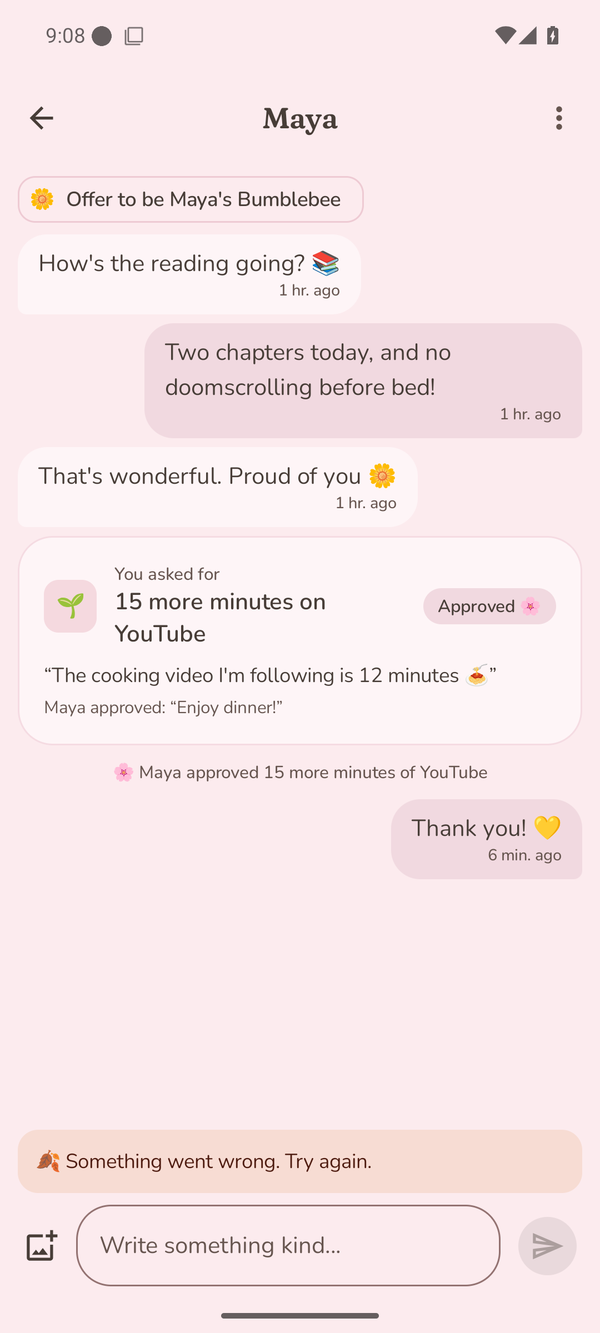 9:08
Maya
🌼 Offer to be Maya's Bumblebee
How's the reading going? 📚
1 hr. ago
Two chapters today, and no
doomscrolling before bed!
1 hr. ago
That's wonderful. Proud of you 🌼
1 hr. ago
You asked for
15 more minutes on
YouTube
Approved 🌸
“The cooking video I'm following is 12 minutes 🍝”
Maya approved: “Enjoy dinner!”
🌸 Maya approved 15 more minutes of YouTube
Thank you! 💛
6 min. ago
🍂 Something went wrong. Try again.
Write something kind...